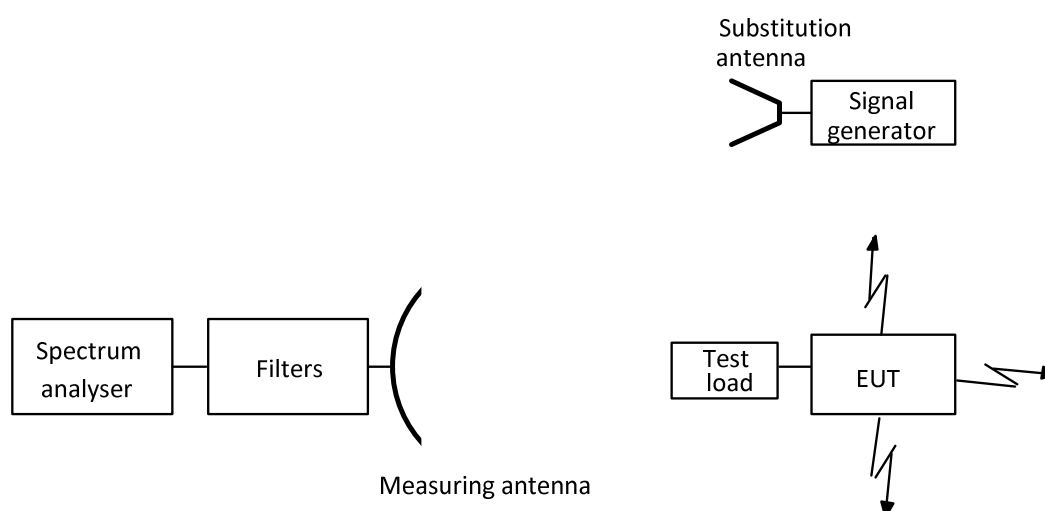 Substitution
antenna
Signal
generator
Spectrum
analyser
Filters
Test
load
EUT
Measuring antenna